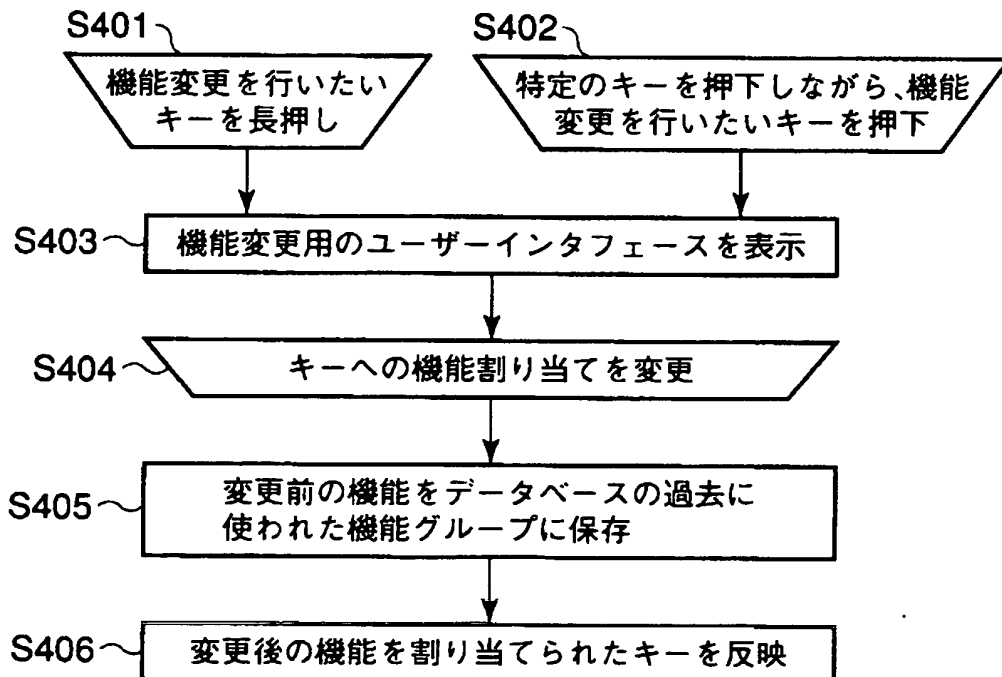 S401
機能変更を行いたい
キーを長押し
S402
特定のキーを押下しながら、機能
変更を行いたいキーを押下
S403
機能変更用のユーザーインタフェースを表示
S404
キーへの機能割り当てを変更
S405
変更前の機能をデータベースの過去に
使われた機能グループに保存
S406
変更後の機能を割り当てられたキーを反映